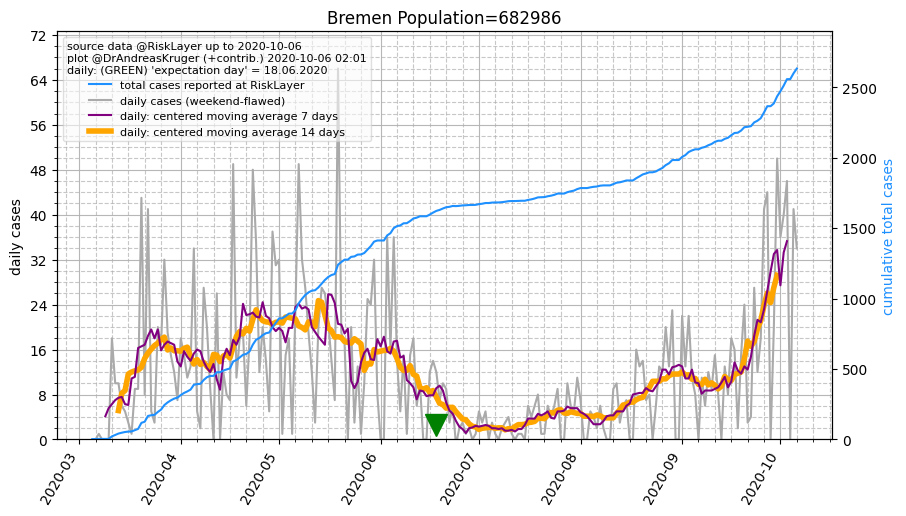 Bremen Population=682986
source data @RiskLayer up to 2020-10-06
plot @DrAndreasKruger (+contrib.) 2020-10-06 02:01
daily: (GREEN) 'expectation day' = 18.06.2020
total cases reported at RiskLayer
daily cases (weekend-flawed)
daily: centered moving average 7 days
daily: centered moving average 14 days
daily cases
72
64
56
48
40
32
24
16
8
0
cumulative total cases
2500
2000
1500
1000
500
0
2020-03
2020-04
2020-05
2020-06
2020-07
2020-08
2020-09
2020-10